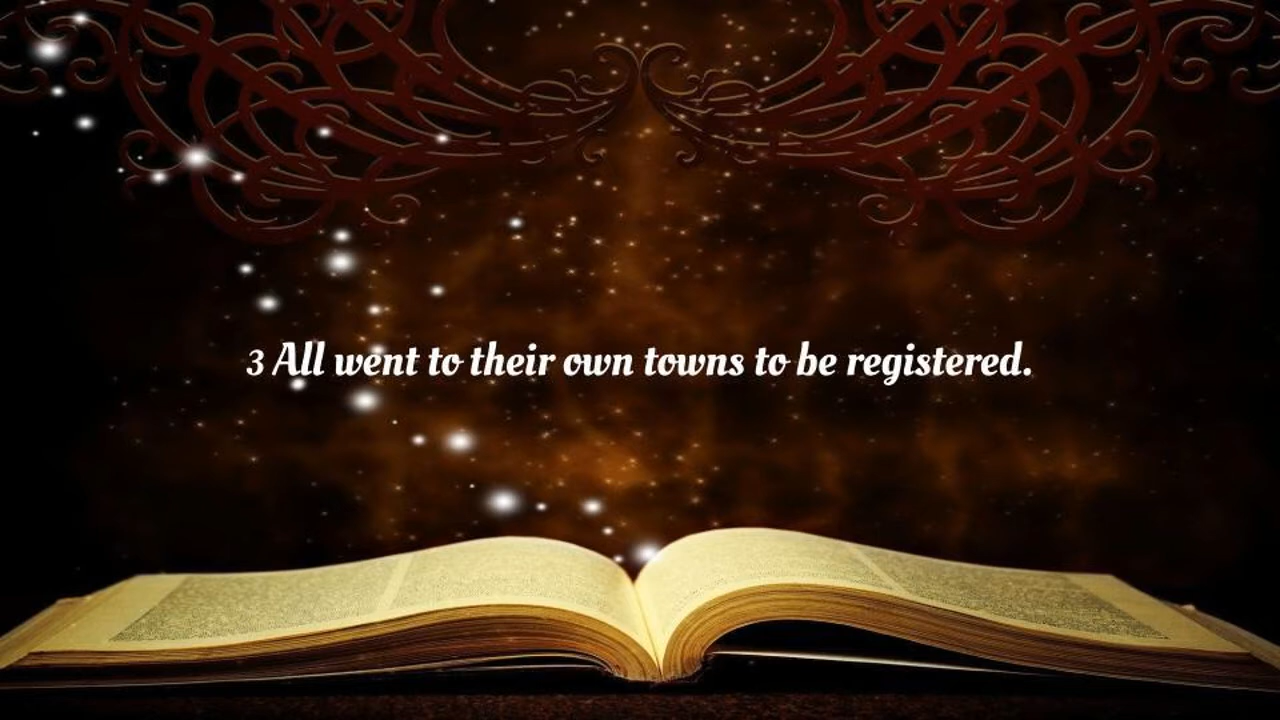 3 All went to their own towns to be registered.